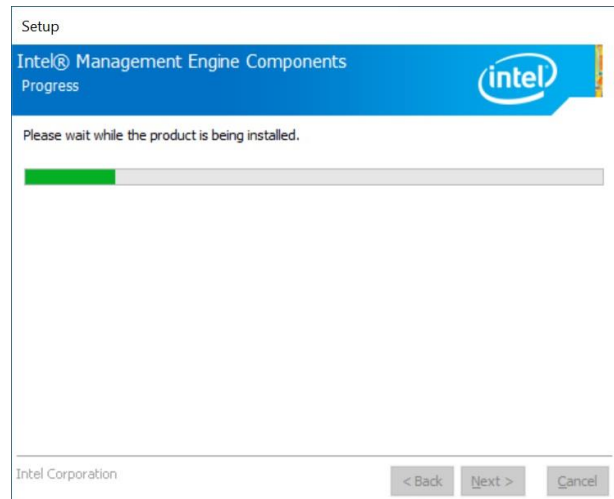 Setup
Intel® Management Engine Components
Progress
intel
Please wait while the product is being installed.
Intel Corporation
< Back Next > Cancel